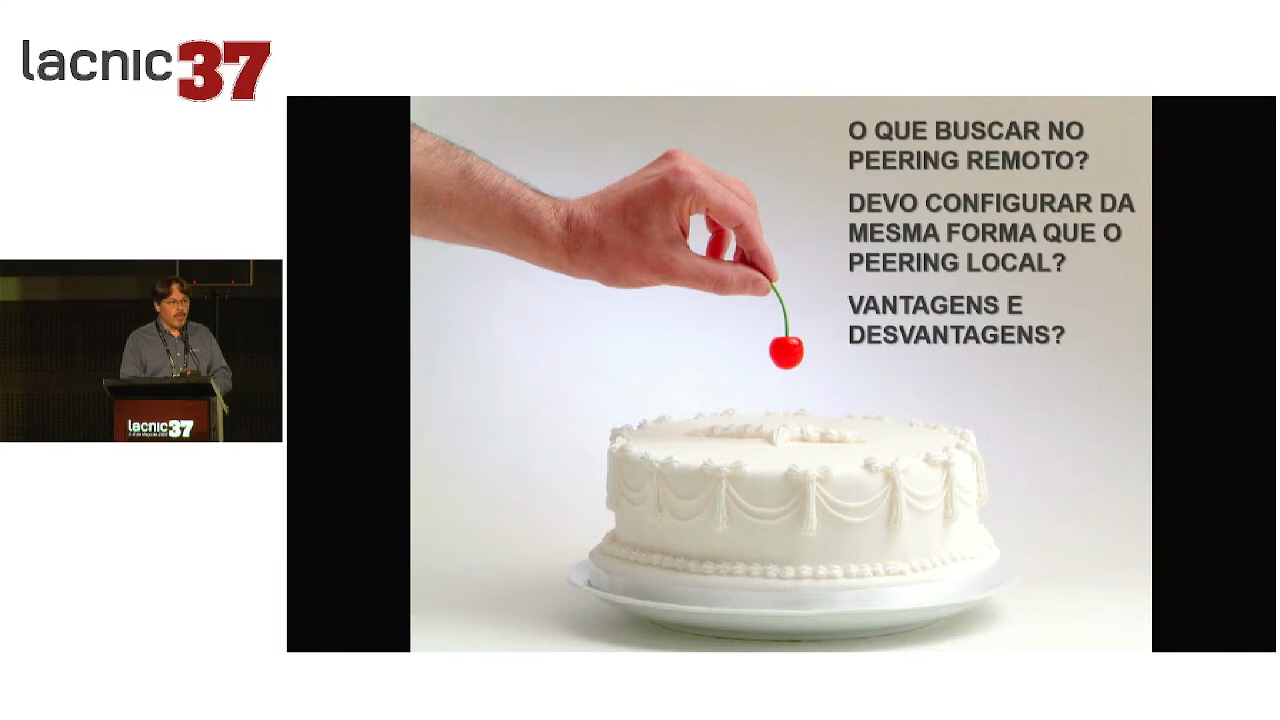 lacnic37
O QUE BUSCAR NO
PEERING REMOTO?
DEVO CONFIGURAR DA
MESMA FORMA QUE O
PEERING LOCAL?
VANTAGENS E
DESVANTAGENS?
lacnic37